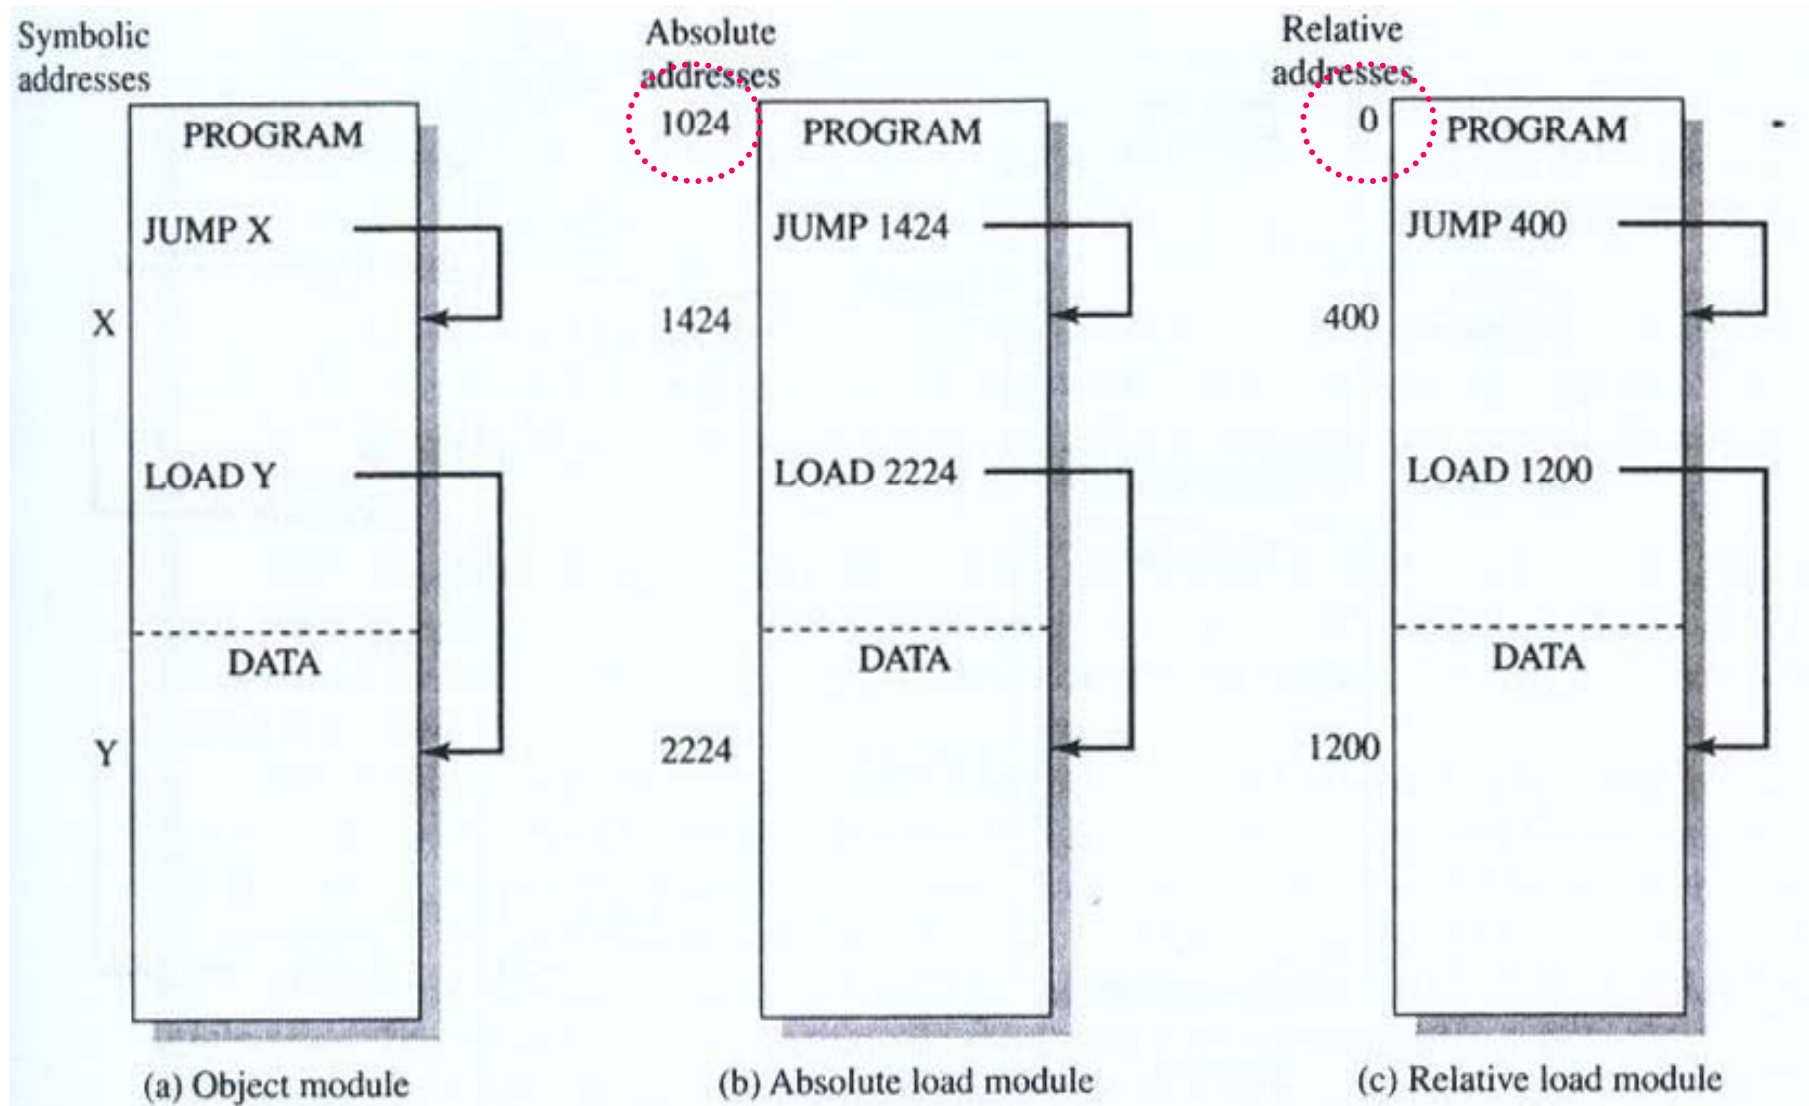 Symbolic
addresses
PROGRAM
JUMP X
X
LOAD Y
DATA
Y
(a) Object module
Absolute
addresses
1024
PROGRAM
JUMP 1424
1424
LOAD 2224
DATA
2224
(b) Absolute load module
Relative
addresses
0
PROGRAM
JUMP 400
400
LOAD 1200
DATA
1200
(c) Relative load module